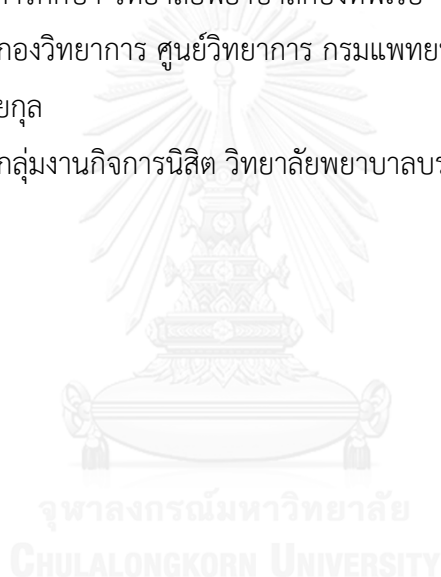 กองวิทยาการ ศูนย์วิทยาการ กรมแพทย
ยกุล
กลุ่มงานกิจการนิสิต วิทยาลัยพยาบาลบร
จุฬาลงกรณ์มหาวิทยาลัย
CHULALONGKORN UNIVERSITY